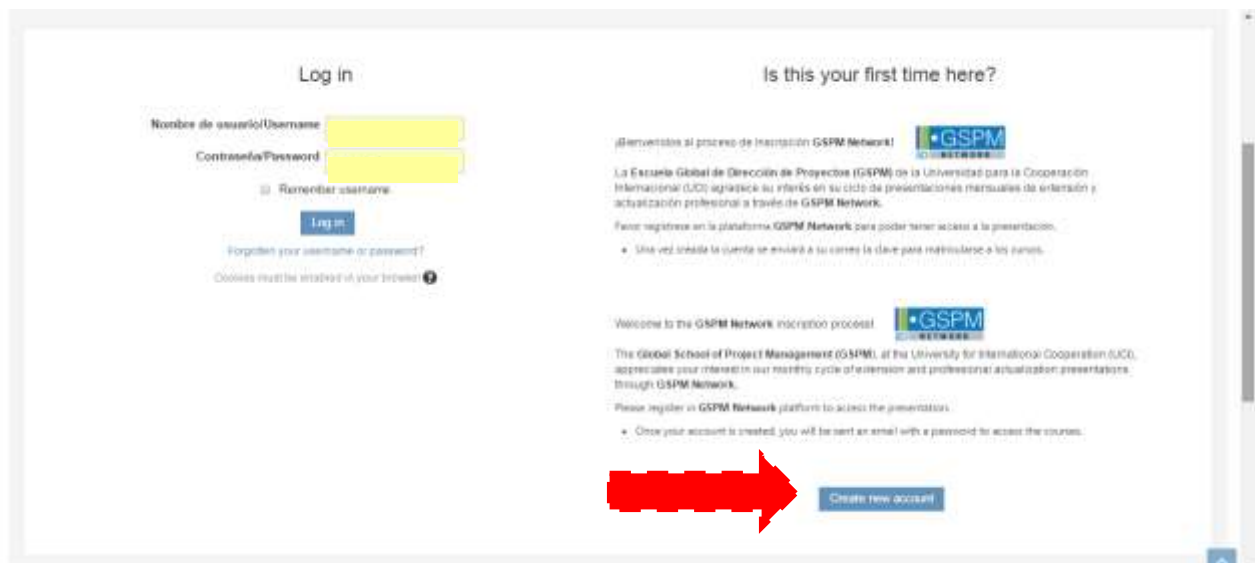 Log in
Nombre de usuario/Username
Contraseña/Password
Remember username
Log in
Forgotten your username or password?
Cookies must be enabled in your browser
Is this your first time here?
¡Bienvenidos al proceso de Inscripción GSPM Network!
GSPM
NETWORK
La Escuela Global de Dirección de Proyectos (GSPM) de la Universidad para la Cooperación
Internacional (UCI) agradece su interés en su ciclo de presentaciones mensuales de extensión y
actualización profesional a través de GSPM Network.
Favor regístrese en la plataforma GSPM Network para poder tener acceso a la presentación.
• Una vez creada la cuenta se enviará a su correo la clave para matricularse a los cursos.
Welcome to the GSPM Network inscription process!
GSPM
NETWORK
The Global School of Project Management (GSPM), at the University for International Cooperation (UCI),
appreciates your interest in our monthly cycle of extension and professional actualization presentations
through GSPM Network.
Please register in GSPM Network platform to access the presentation.
• Once your account is created, you will be sent an email with a password to access the courses.
Create new account